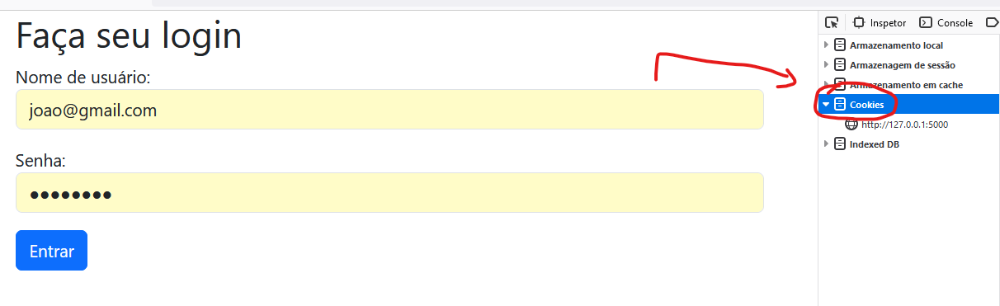 Faça seu login
Nome de usuário:
joao@gmail.com
Senha:
Entrar
Inspetor
Console
Armazenamento local
Armazenagem de sessão
Armazenamento em cache
Cookies
http://127.0.0.1:5000
Indexed DB